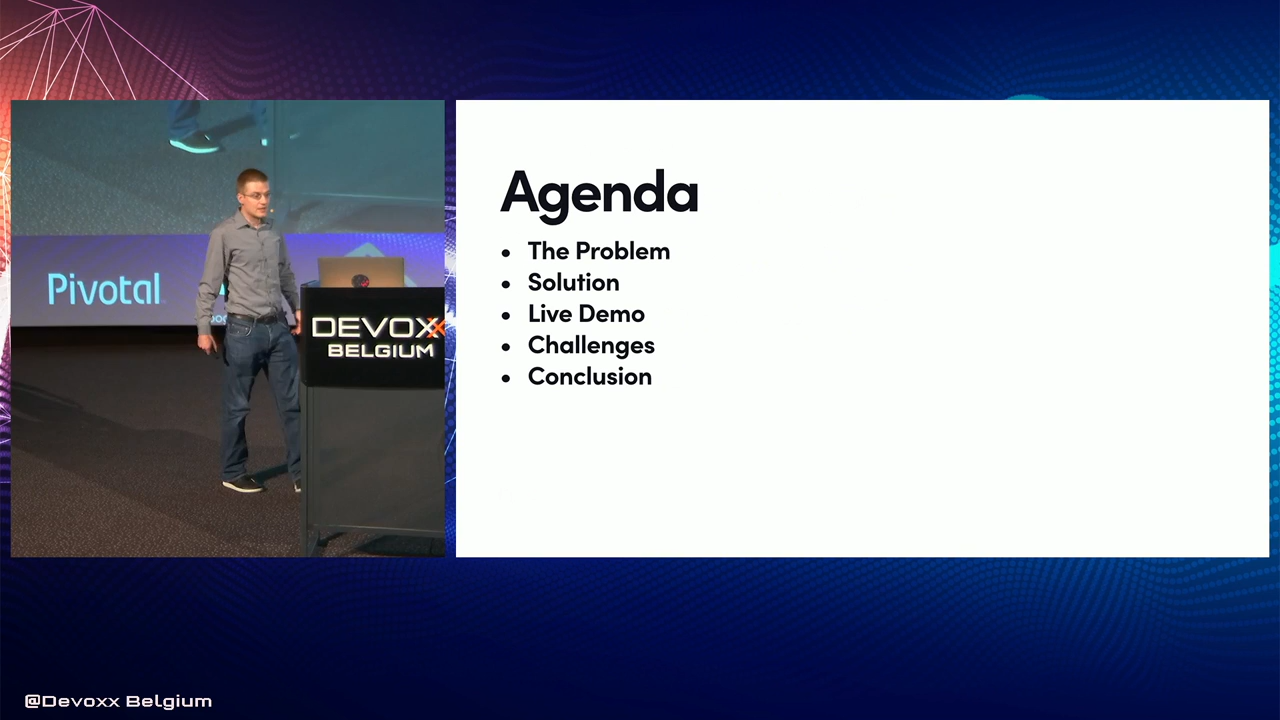 Pivotal
DEVOXX
BELGIUM
Agenda
• The Problem
• Solution
• Live Demo
• Challenges
• Conclusion
@Devoxx Belgium